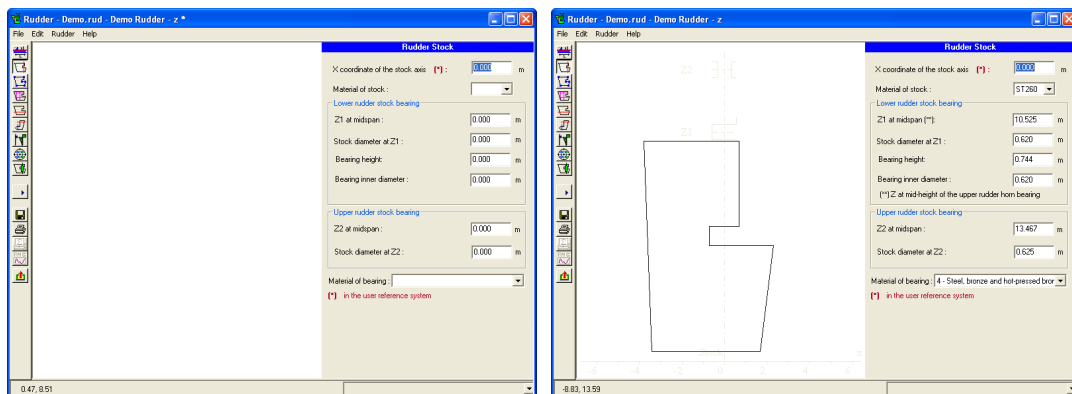 Rudder - Demo.rud - Demo Rudder - z *
File Edit Rudder Help
Rudder Stock
X coordinate of the stock axis (*) : 0.000 m
Material of stock :
Lower rudder stock bearing
Z1 at midspan : 0.000 m
Stock diameter at Z1 : 0.000 m
Bearing height: 0.000 m
Bearing inner diameter : 0.000 m
Upper rudder stock bearing
Z2 at midspan : 0.000 m
Stock diameter at Z2 : 0.000 m
Material of bearing :
(*) in the user reference system
0.47, 8.51
Rudder - Demo.rud - Demo Rudder - z
File Edit Rudder Help
Rudder Stock
X coordinate of the stock axis (*) : 0.000 m
Material of stock : ST260
Lower rudder stock bearing
Z1 at midspan (**): 10.525 m
Stock diameter at Z1 : 0.620 m
Bearing height: 0.744 m
Bearing inner diameter : 0.620 m
(**) Z at mid-height of the upper rudder horn bearing
Upper rudder stock bearing
Z2 at midspan : 13.467 m
Stock diameter at Z2 : 0.625 m
Material of bearing : 4 - Steel, bronze and hot-pressed bror
(*) in the user reference system
Z2
Z1
-6 -4 -2 0 2 4 6
-8.83, 13.59